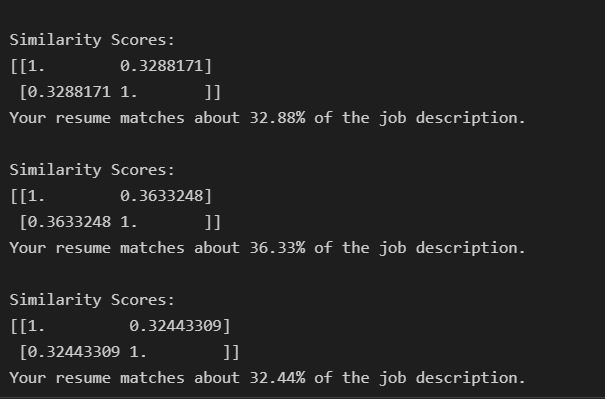 Similarity Scores:
[[1.        0.3288171]
 [0.3288171 1.       ]]
Your resume matches about 32.88% of the job description.

Similarity Scores:
[[1.        0.3633248]
 [0.3633248 1.       ]]
Your resume matches about 36.33% of the job description.

Similarity Scores:
[[1.         0.32443309]
 [0.32443309 1.        ]]
Your resume matches about 32.44% of the job description.